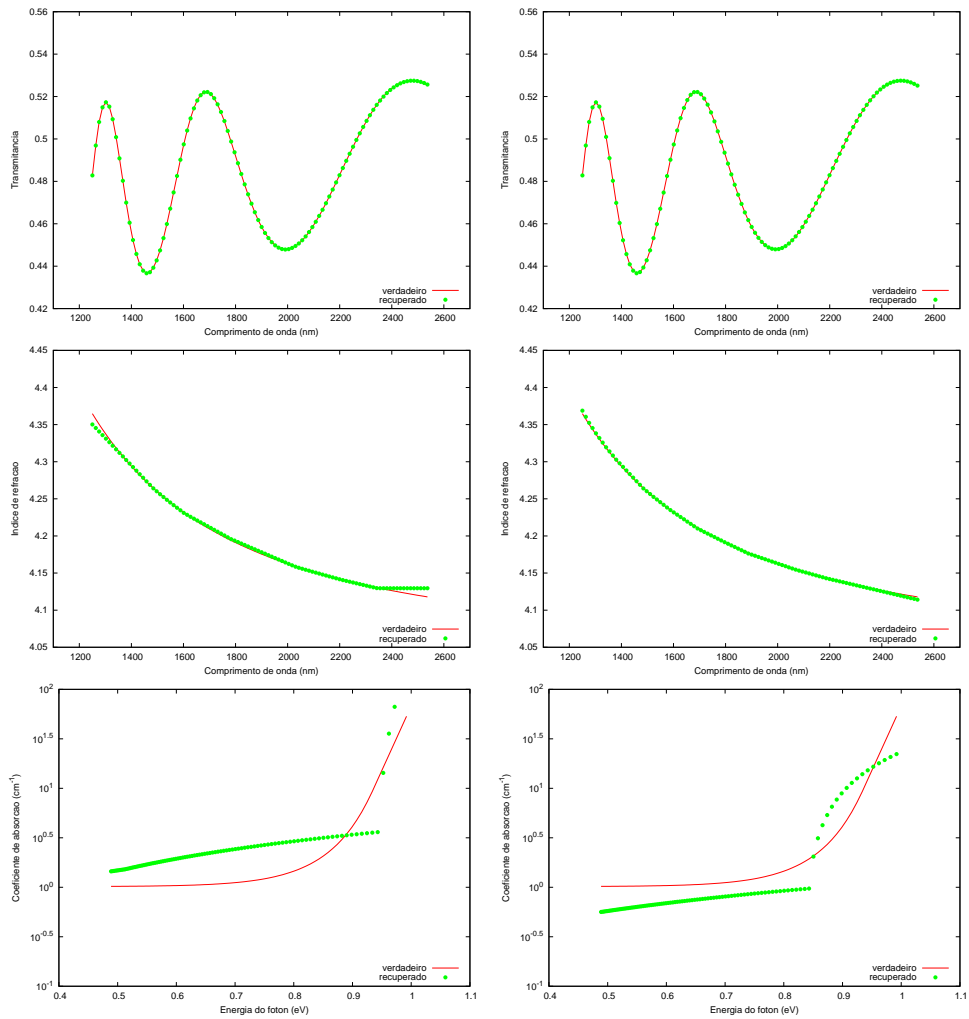 0.56
0.54
0.52
0.5
0.48
0.46
0.44
0.42
Transmitancia
verdadeiro
recuperado
1200 1400 1600 1800 2000 2200 2400 2600
Comprimento de onda (nm)
0.56
0.54
0.52
0.5
0.48
0.46
0.44
0.42
Transmitancia
verdadeiro
recuperado
1200 1400 1600 1800 2000 2200 2400 2600
Comprimento de onda (nm)
4.45
4.4
4.35
4.3
4.25
4.2
4.15
4.1
4.05
Indice de refracao
verdadeiro
recuperado
1200 1400 1600 1800 2000 2200 2400 2600
Comprimento de onda (nm)
4.45
4.4
4.35
4.3
4.25
4.2
4.15
4.1
4.05
Indice de refracao
verdadeiro
recuperado
1200 1400 1600 1800 2000 2200 2400 2600
Comprimento de onda (nm)
10^2
10^1.5
10^1
10^0.5
10^0
10^-0.5
10^-1
Coeficiente de absorcao (cm^-1)
verdadeiro
recuperado
0.4 0.5 0.6 0.7 0.8 0.9 1 1.1
Energia do foton (eV)
10^2
10^1.5
10^1
10^0.5
10^0
10^-0.5
10^-1
Coeficiente de absorcao (cm^-1)
verdadeiro
recuperado
0.4 0.5 0.6 0.7 0.8 0.9 1 1.1
Energia do foton (eV)